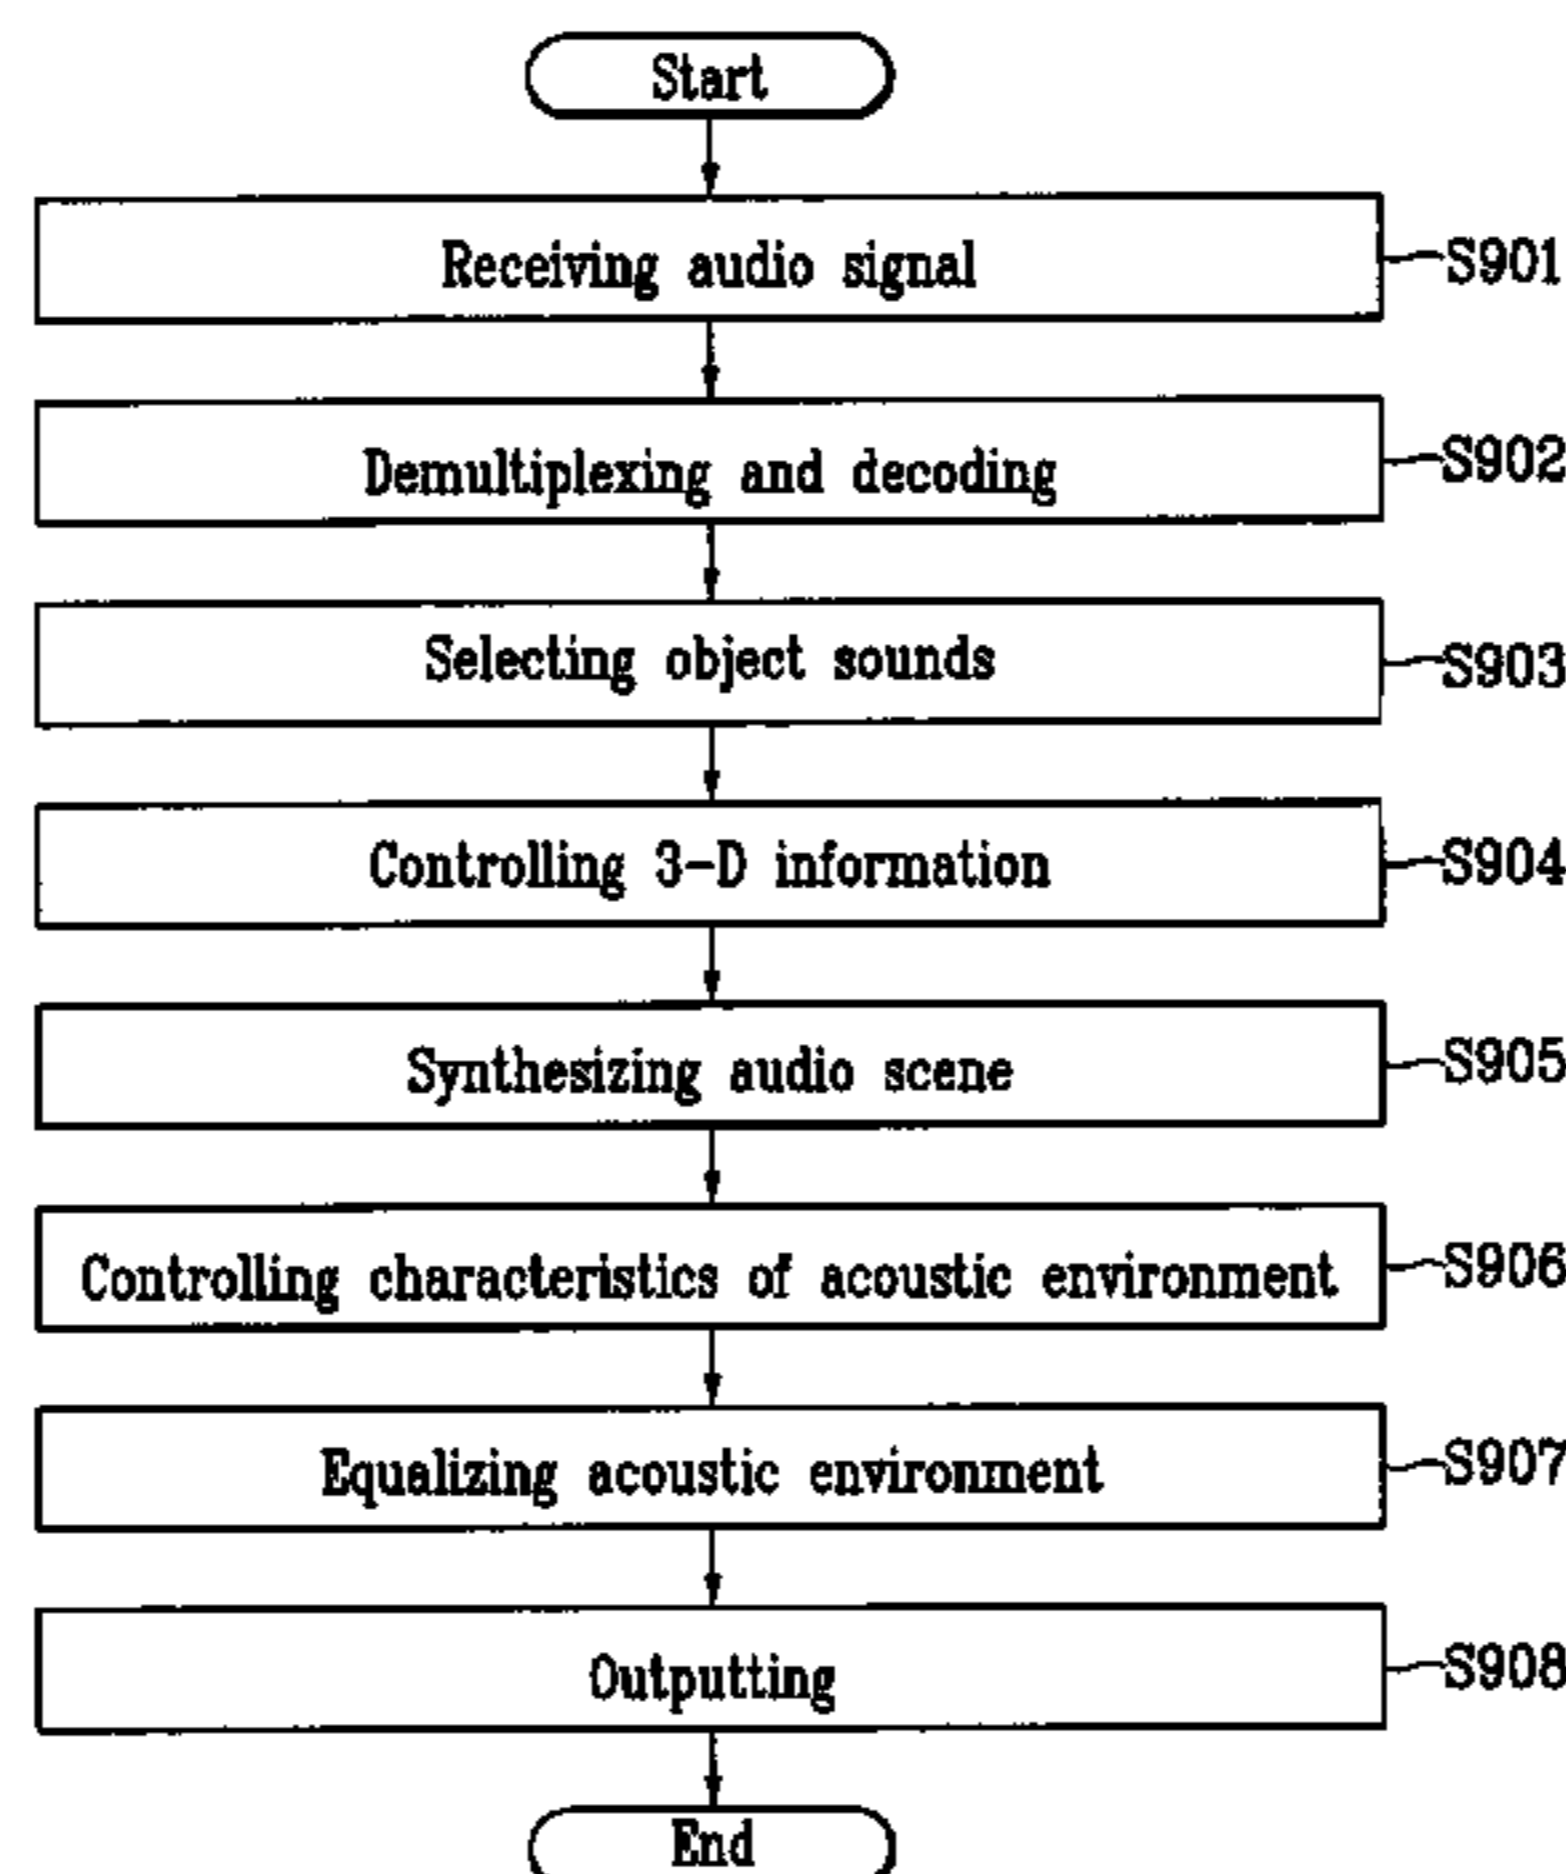 Start
Receiving audio signal
S901
Demultiplexing and decoding
S902
Selecting object sounds
S903
Controlling 3-D information
S904
Synthesizing audio scene
S905
Controlling characteristics of acoustic environment
S906
Equalizing acoustic environment
S907
Outputting
S908
End